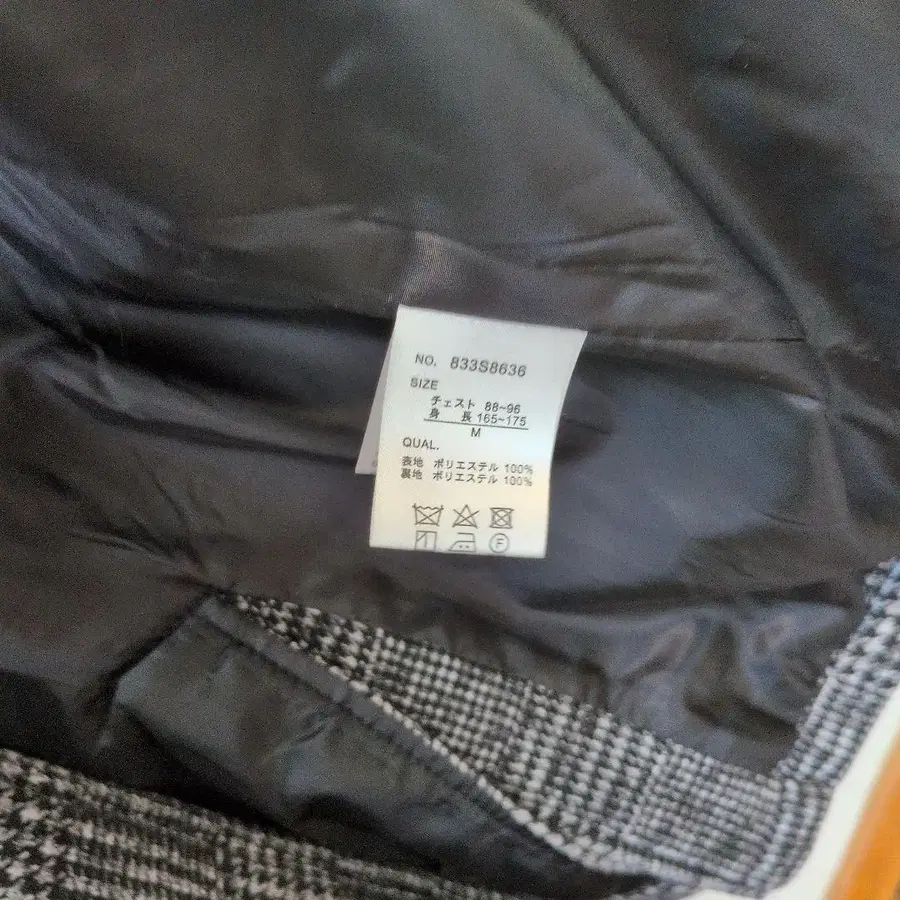 NO. 833S8636
SIZE
チェスト 88~96
身 長 165~175
M
QUAL.
表地 ポリエステル 100%
裏地 ポリエステル 100%
F